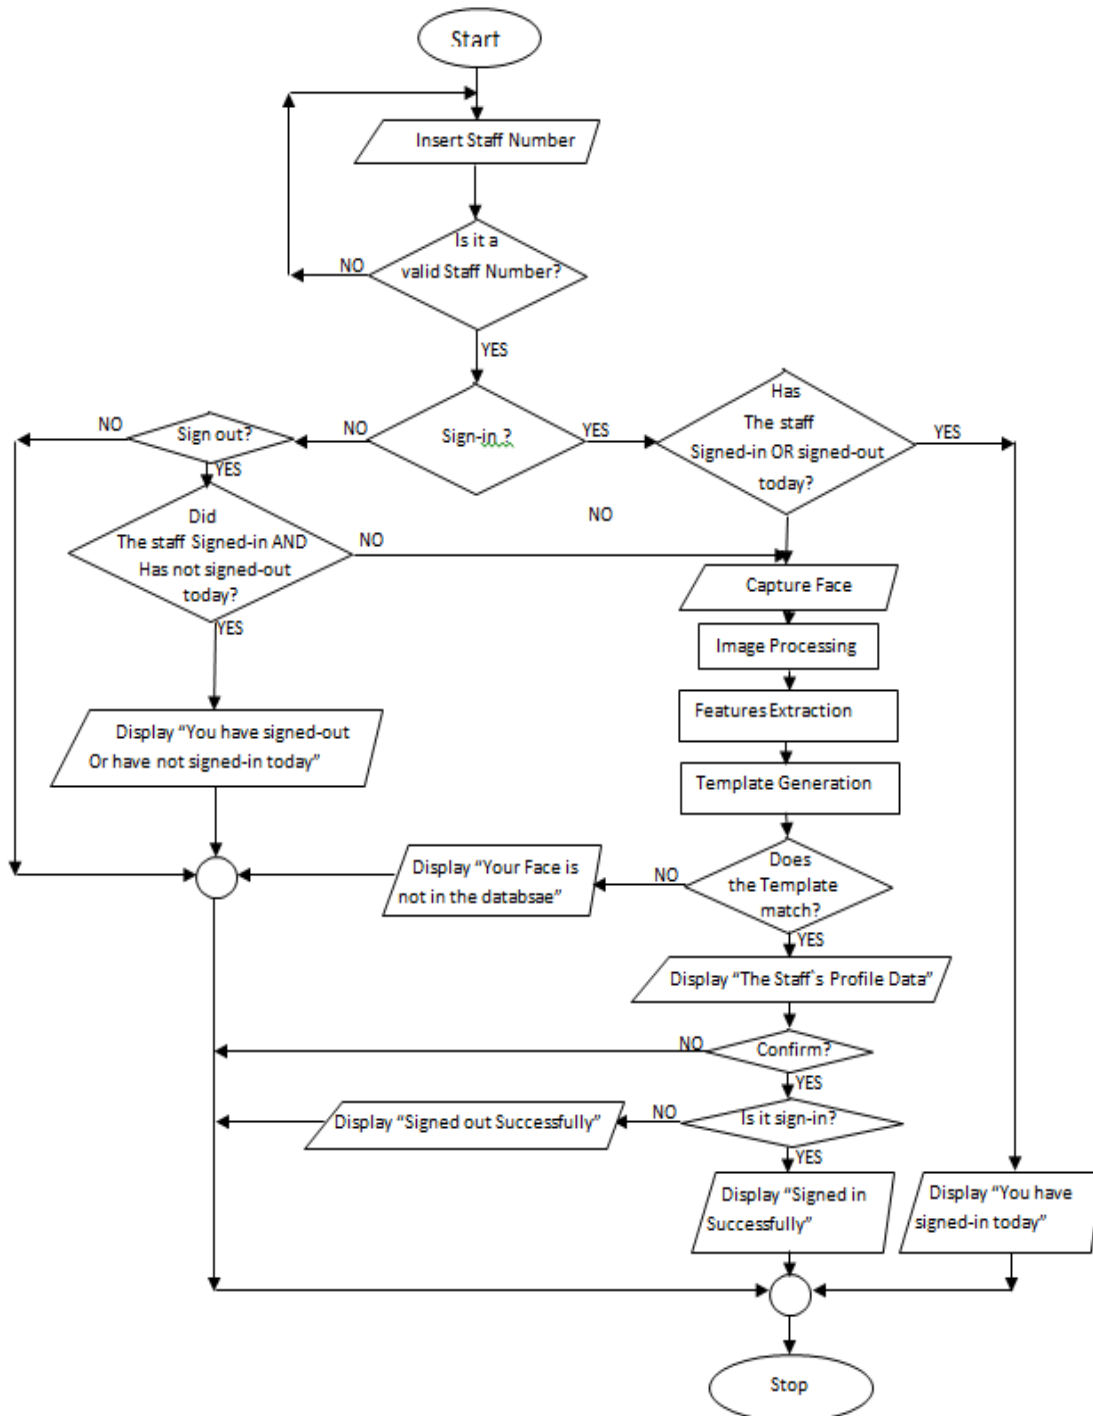 Start
Insert Staff Number
Is it a
valid Staff Number?
NO
YES
Sign-in ?
NO
YES
Sign out?
NO
YES
Has
The staff
Signed-in OR signed-out
today?
YES
NO
Did
The staff Signed-in AND
Has not signed-out
today?
NO
YES
Capture Face
Image Processing
Features Extraction
Template Generation
Display “You have signed-out
Or have not signed-in today”
Does
the Template
match?
NO
YES
Display “Your Face is
not in the databsae”
Display “The Staff`s Profile Data”
Confirm?
NO
YES
Is it sign-in?
NO
YES
Display “Signed out Successfully”
Display “Signed in
Successfully”
Display “You have
signed-in today”
Stop